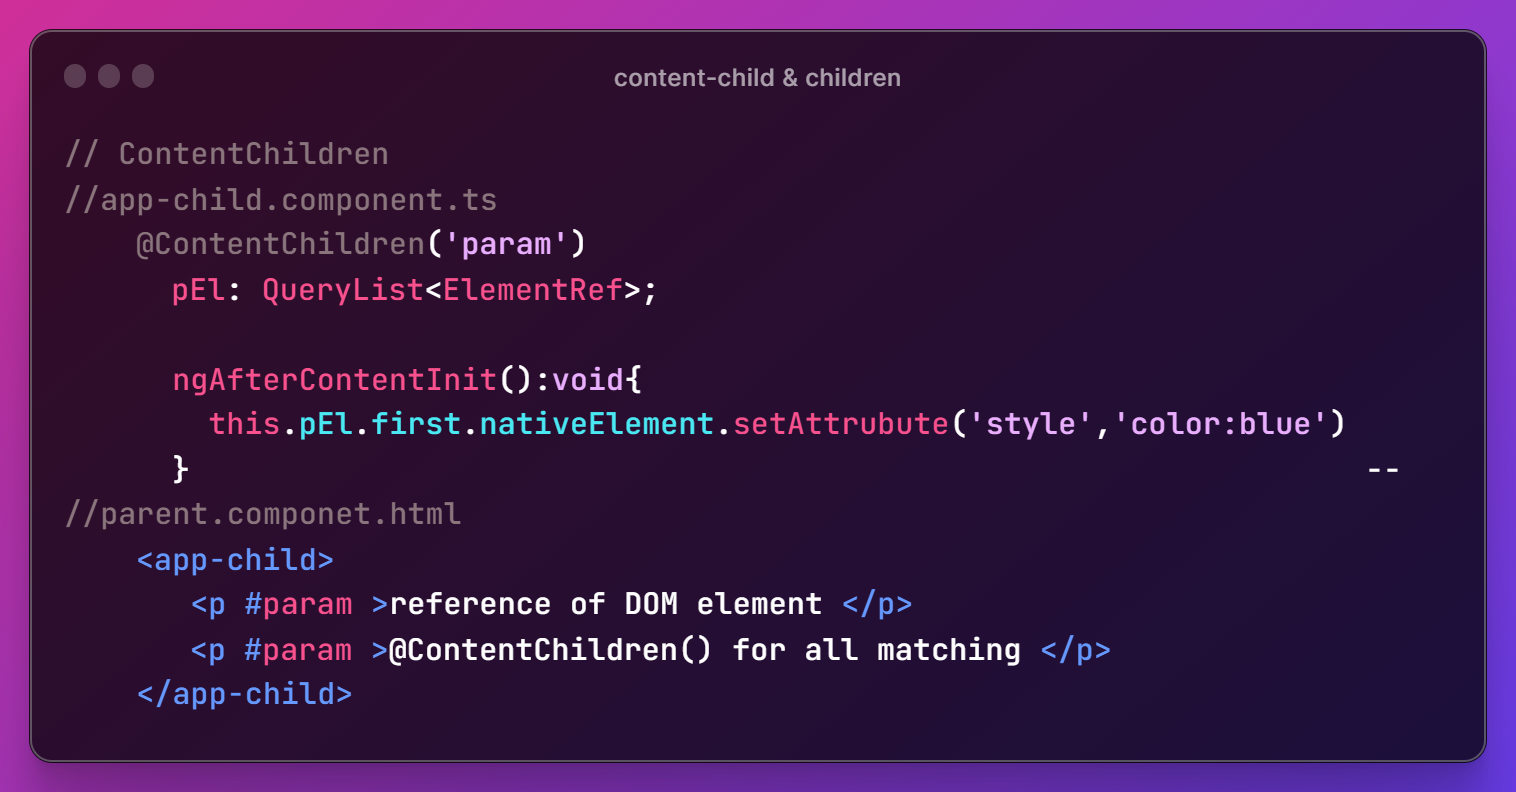 content-child & children
// ContentChildren
//app-child.component.ts
@ContentChildren('param')
pEl: QueryList<ElementRef>;
ngAfterContentInit():void{
this.pEl.first.nativeElement.setAttrubute('style','color:blue')
} --
//parent.componet.html
<app-child>
<p #param >reference of DOM element </p>
<p #param >@ContentChildren() for all matching </p>
</app-child>